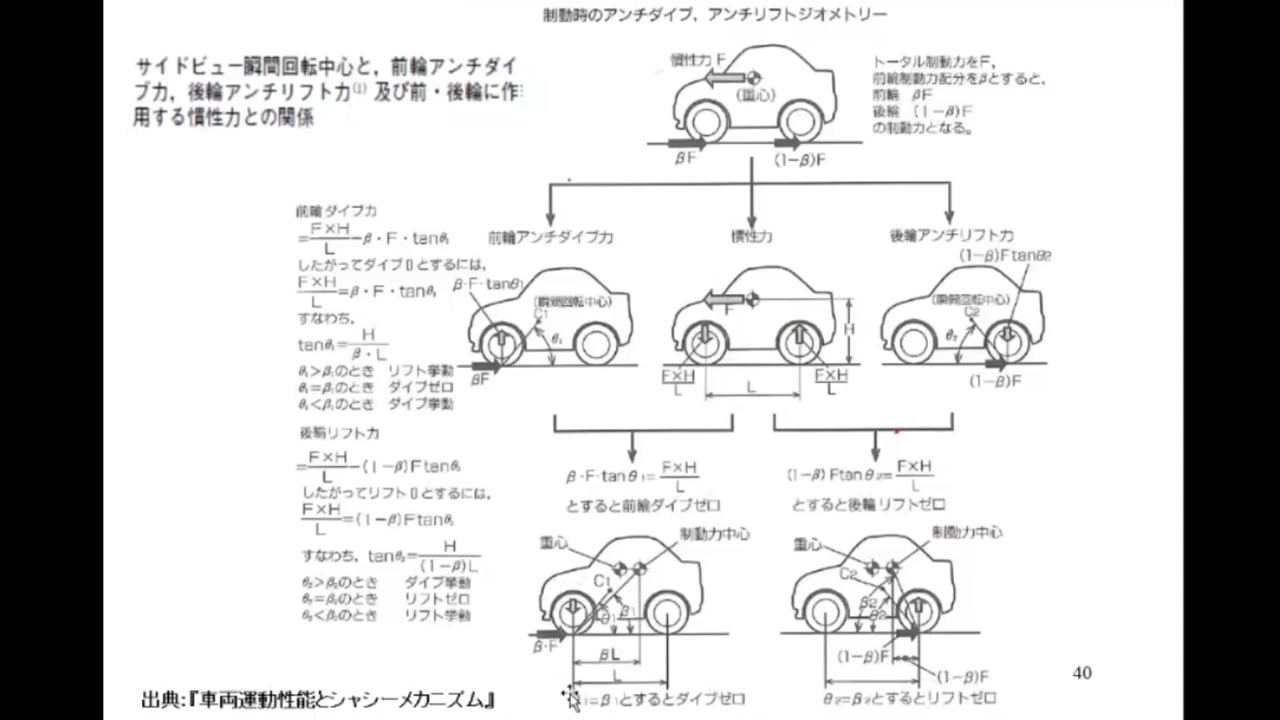 制動時のアンチダイブ，アンチリフトジオメトリー
サイドビュー瞬間回転中心と，前輪アンチダイ
ブ力，後輪アンチリフト力⁽¹⁾ 及び前・後輪に作
用する慣性力との関係
慣性力 F
(重心)
βF
(1−β)F
トータル制動力をF，
前輪制動力配分をβとすると，
前輪 βF
後輪 (1−β)F
の制動力となる。
前輪ダイブ力
=F×H/L−β・F・tanθ₁
したがってダイブ0とするには，
F×H/L=β・F・tanθ₁
すなわち，
tanθ₁=H/β・L
θ₁>β₁のとき リフト挙動
θ₁=β₁のとき ダイブゼロ
θ₁<β₁のとき ダイブ挙動
後輪リフト力
=F×H/L−(1−β)Ftanθ₂
したがってリフト0とするには，
F×H/L=(1−β)Ftanθ₂
すなわち，tanθ₂=H/(1−β)L
θ₂>β₂のとき ダイブ挙動
θ₂=β₂のとき リフトゼロ
θ₂<β₂のとき リフト挙動
前輪アンチダイブ力
β・F・tanθ₁
(瞬間回転中心)
C₁
θ₁
βF
慣性力
F
H
F×H/L
L
F×H/L
後輪アンチリフト力
(1−β)Ftanθ₂
(瞬間回転中心)
C₂
θ₂
(1−β)F
β・F・tanθ₁=F×H/L
とすると前輪ダイブゼロ
(1−β)Ftanθ₂=F×H/L
とすると後輪リフトゼロ
重心
制動力中心
C₁
θ₁
β₁
β・F
βL
L
₁=β₁とするとダイブゼロ
重心
制動力中心
C₂
β₂
θ₂
(1−β)F
(1−β)F
θ₂=β₂とするとリフトゼロ
40
出典:『車両運動性能とシャシーメカニズム』